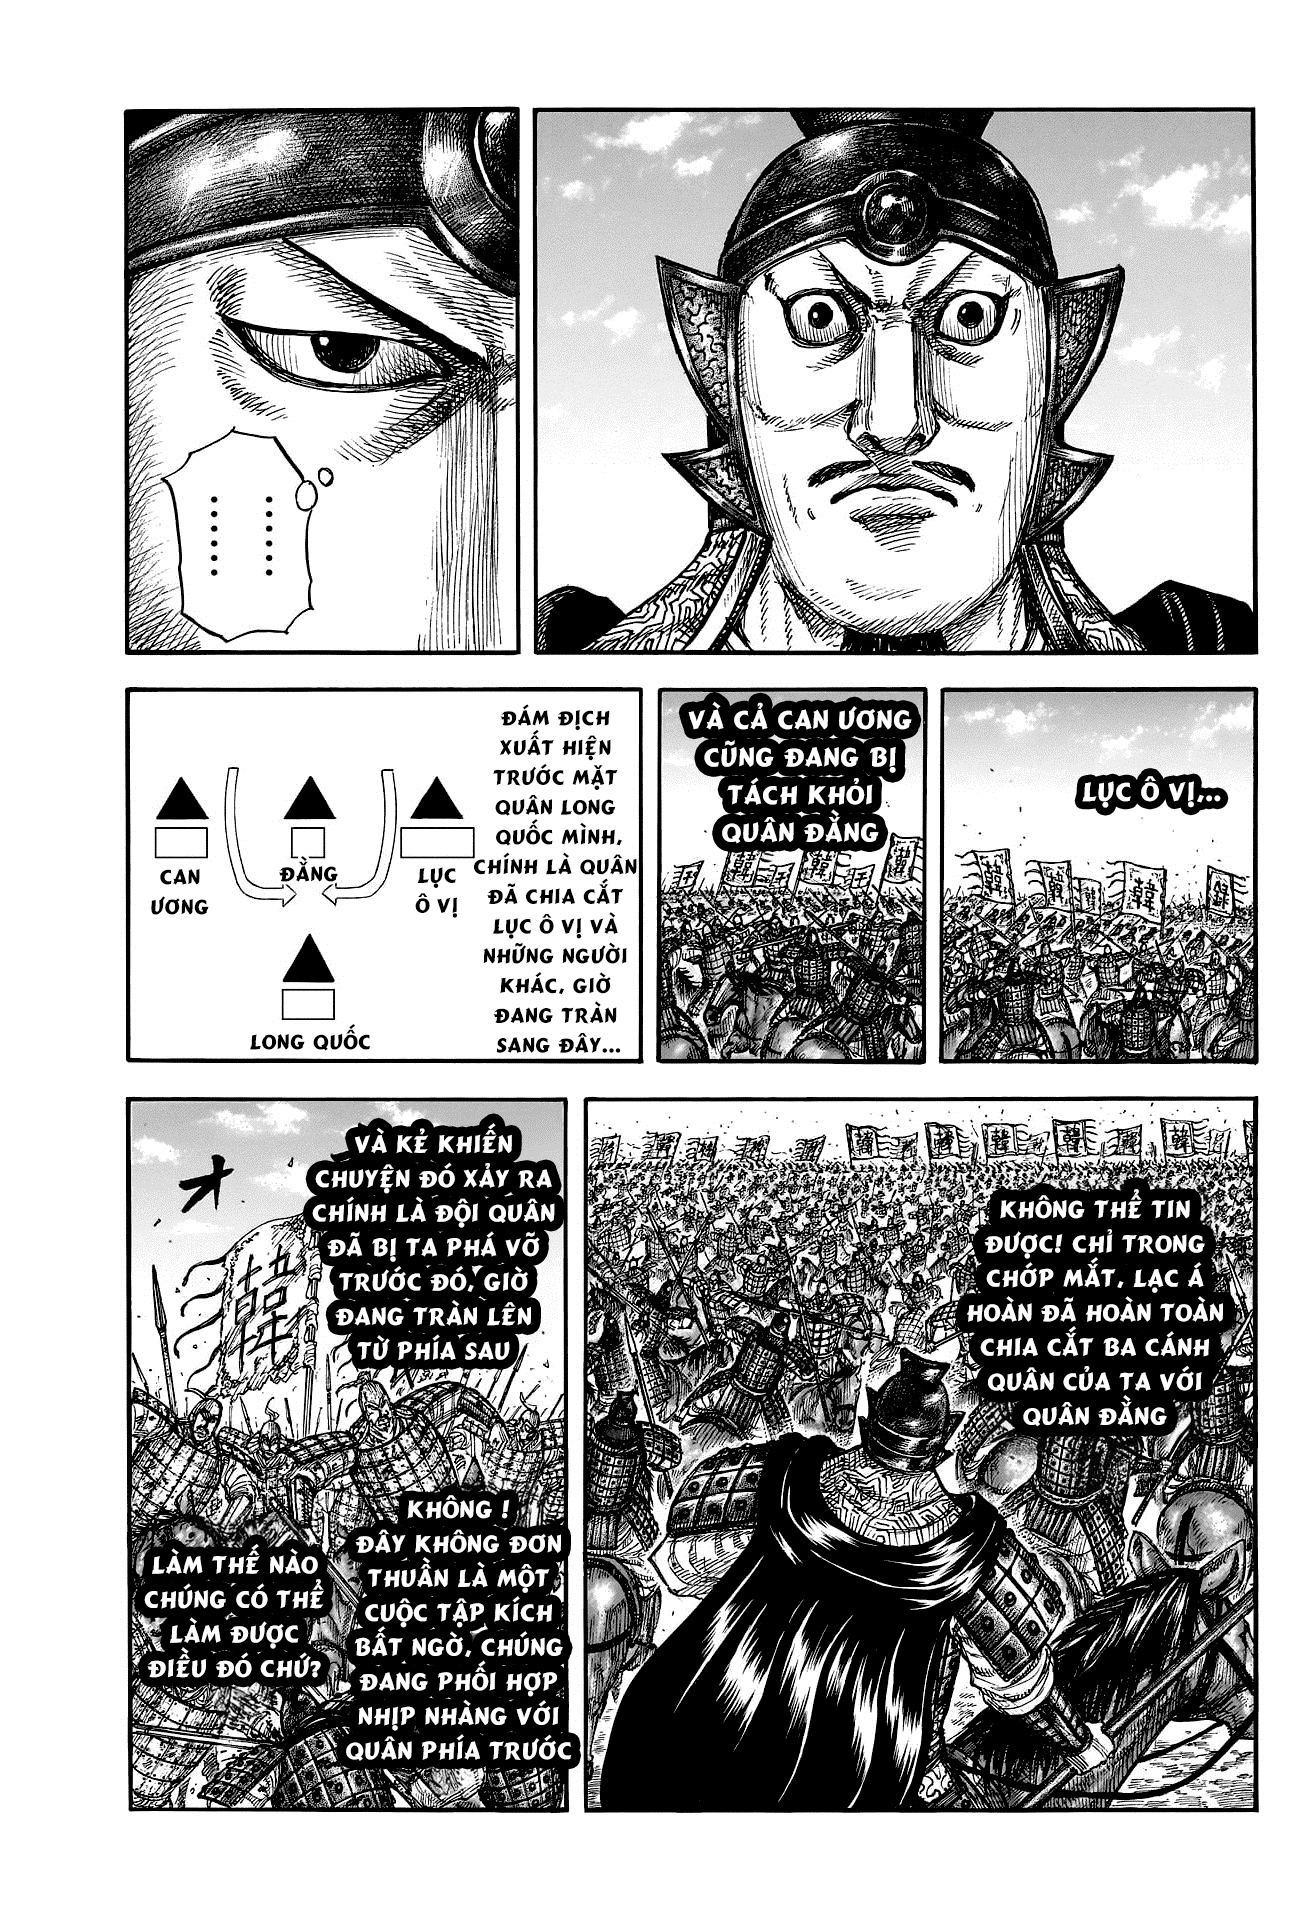 LỤC Ô VỊ...
VÀ CẢ CAN ƯƠNG
CŨNG ĐANG BỊ
TÁCH KHỎI
QUÂN ĐẰNG
ĐÁM ĐỊCH
XUẤT HIỆN
TRƯỚC MẶT
QUÂN LONG
QUỐC MÌNH,
CHÍNH LÀ QUÂN
ĐÃ CHIA CẮT
LỤC Ô VỊ VÀ
NHỮNG NGƯỜI
KHÁC, GIỜ
ĐANG TRÀN
SANG ĐÂY...
CAN
ƯƠNG
ĐẰNG
LỤC
Ô VỊ
LONG QUỐC
韓
KHÔNG THỂ TIN
ĐƯỢC! CHỈ TRONG
CHỚP MẮT, LẠC Á
HOÀN ĐÃ HOÀN TOÀN
CHIA CẮT BA CÁNH
QUÂN CỦA TA VỚI
QUÂN ĐẰNG
VÀ KẺ KHIẾN
CHUYỆN ĐÓ XẢY RA
CHÍNH LÀ ĐỘI QUÂN
ĐÃ BỊ TA PHÁ VỠ
TRƯỚC ĐÓ, GIỜ
ĐANG TRÀN LÊN
TỪ PHÍA SAU
オ
韓
KHÔNG !
ĐÂY KHÔNG ĐƠN
THUẦN LÀ MỘT
CUỘC TẬP KÍCH
BẤT NGỜ, CHÚNG
ĐANG PHỐI HỢP
NHỊP NHÀNG VỚI
QUÂN PHÍA TRƯỚC
LÀM THẾ NÀO
CHÚNG CÓ THỂ
LÀM ĐƯỢC
ĐIỀU ĐÓ CHỨ?